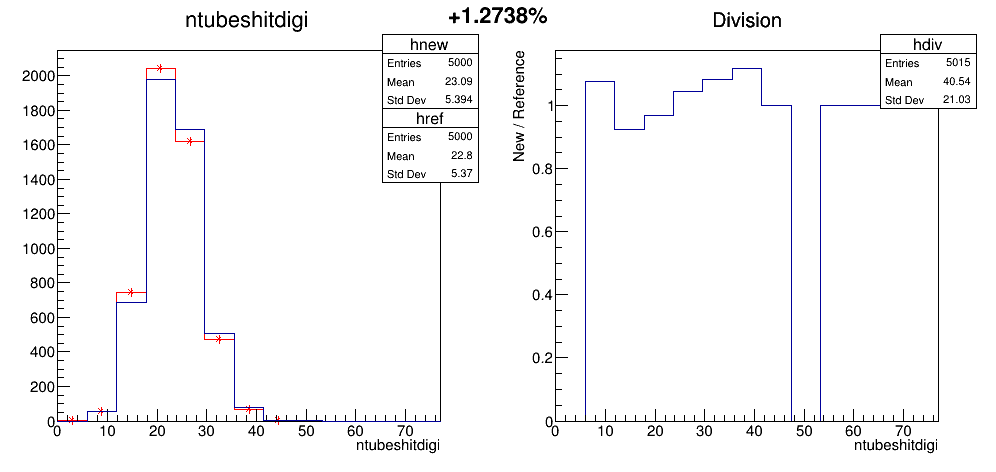 ntubeshitdigi
+1.2738%
Division
hnew
Entries 5000
Mean 23.09
Std Dev 5.394
href
Entries 5000
Mean 22.8
Std Dev 5.37
2000
1800
1600
1400
1200
1000
800
600
400
200
0
0 10 20 30 40 50 60 70
ntubeshitdigi
hdiv
Entries 5015
Mean 40.54
Std Dev 21.03
New / Reference
1
0.8
0.6
0.4
0.2
0
0 10 20 30 40 50 60 70
ntubeshitdigi